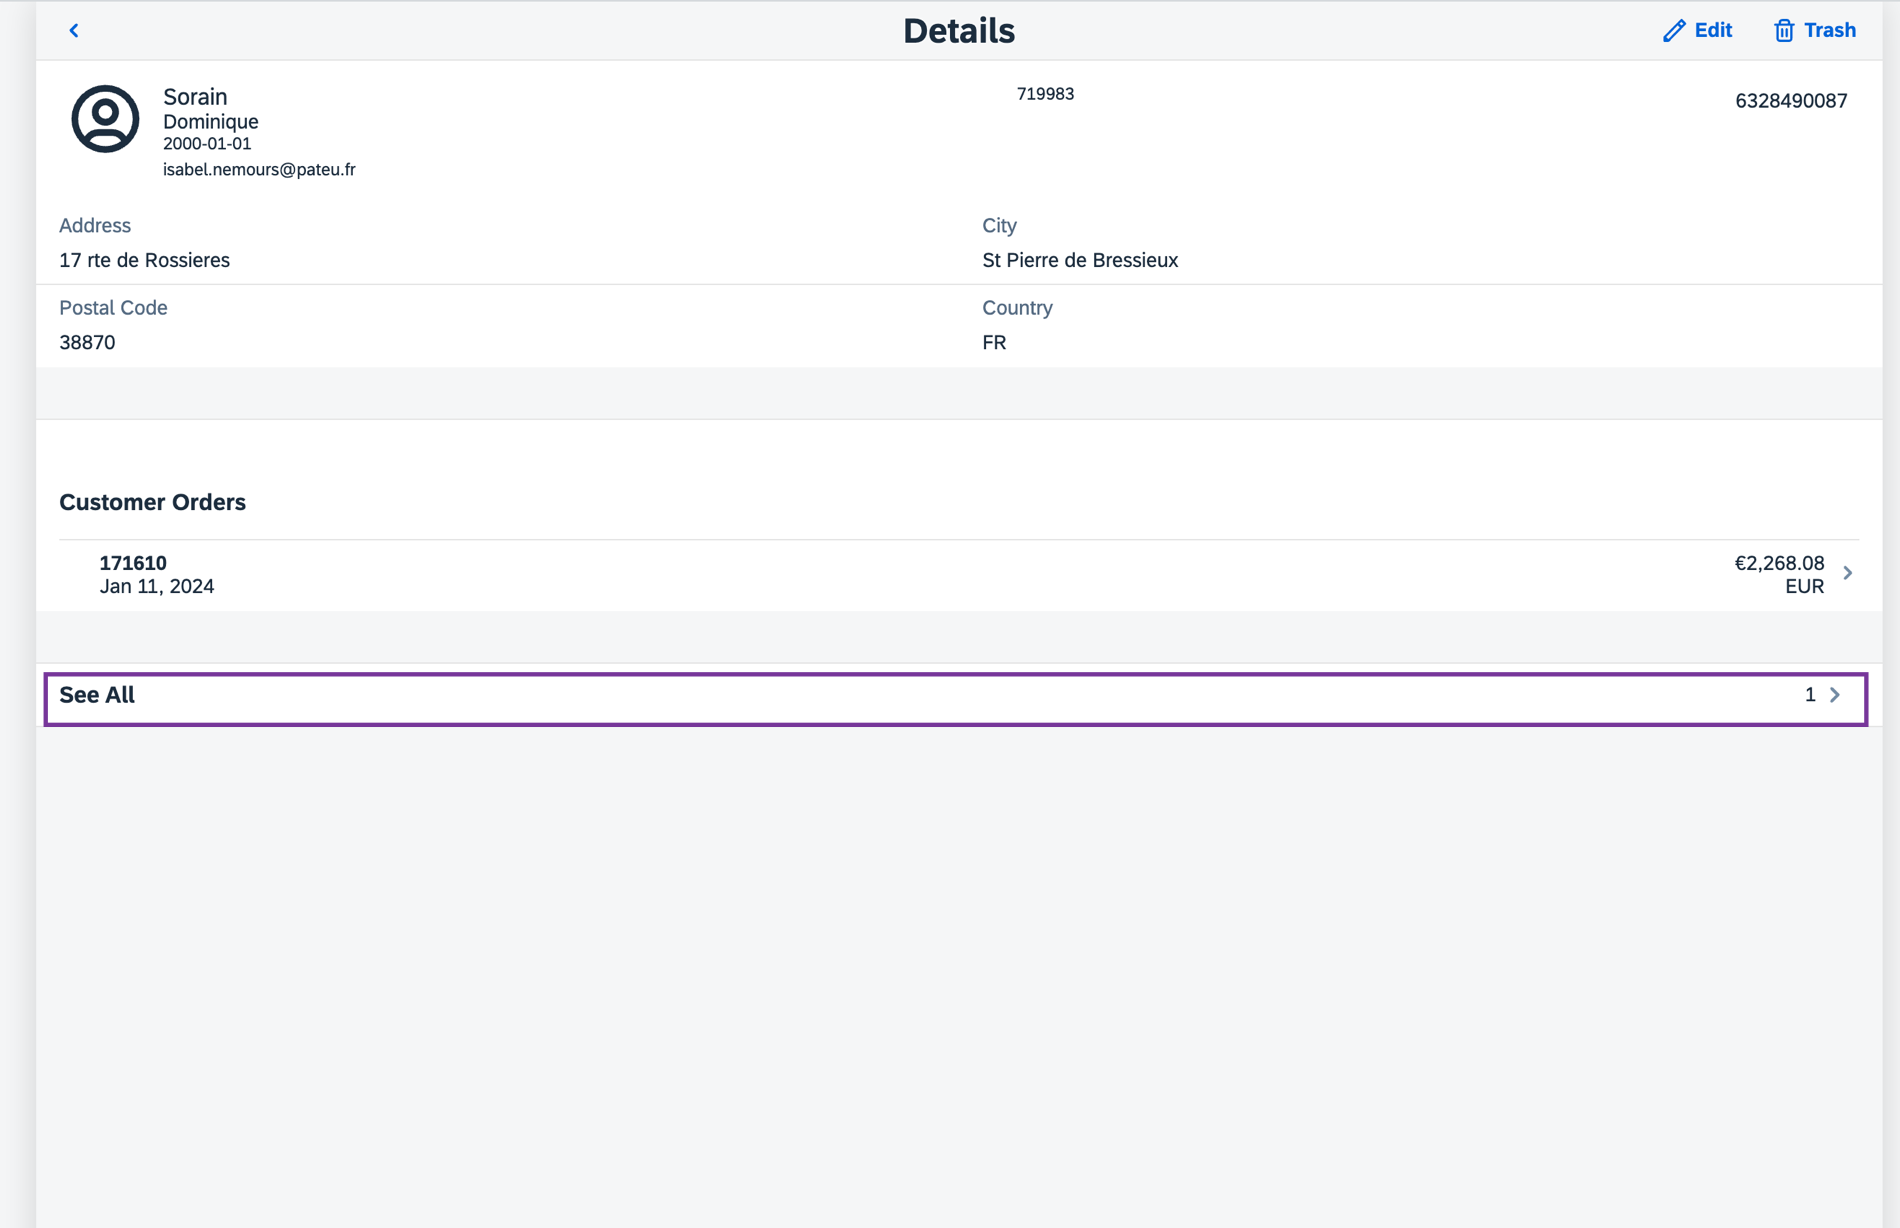 Details
Edit
Trash
Sorain
Dominique
2000-01-01
isabel.nemours@pateu.fr
719983
6328490087
Address
17 rte de Rossieres
City
St Pierre de Bressieux
Postal Code
38870
Country
FR
Customer Orders
171610
Jan 11, 2024
€2,268.08
EUR
See All
1